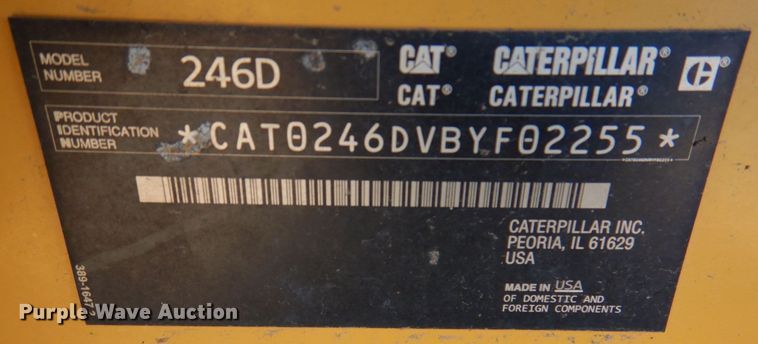 MODEL
NUMBER
246D
CAT® CATERPILLAR® C
CAT® CATERPILLAR®
PRODUCT
IDENTIFICATION
NUMBER
*CAT0246DVBYF02255*
*CAT0246DVBYF02255*
CATERPILLAR INC.
PEORIA, IL 61629
USA
MADE IN USA
OF DOMESTIC AND
FOREIGN COMPONENTS
Purple Wave Auction